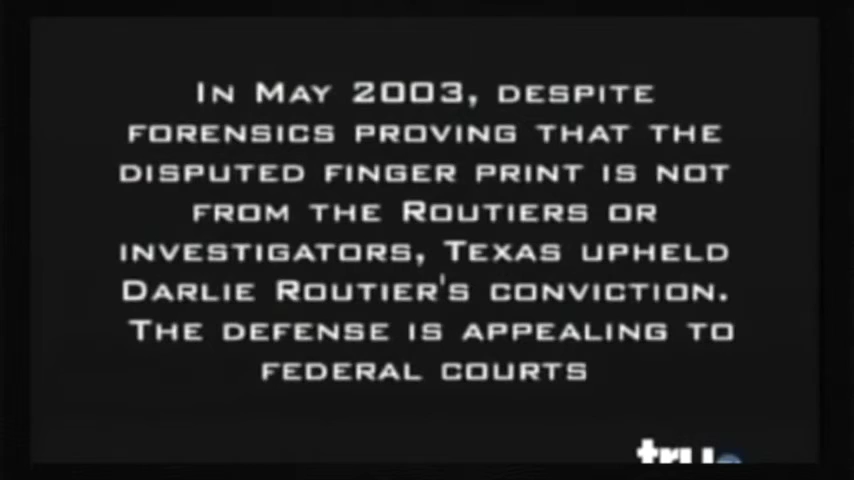 In May 2003, despite
forensics proving that the
disputed finger print is not
from the Routiers or
investigators, Texas upheld
Darlie Routier's conviction.
The defense is appealing to
federal courts
tru